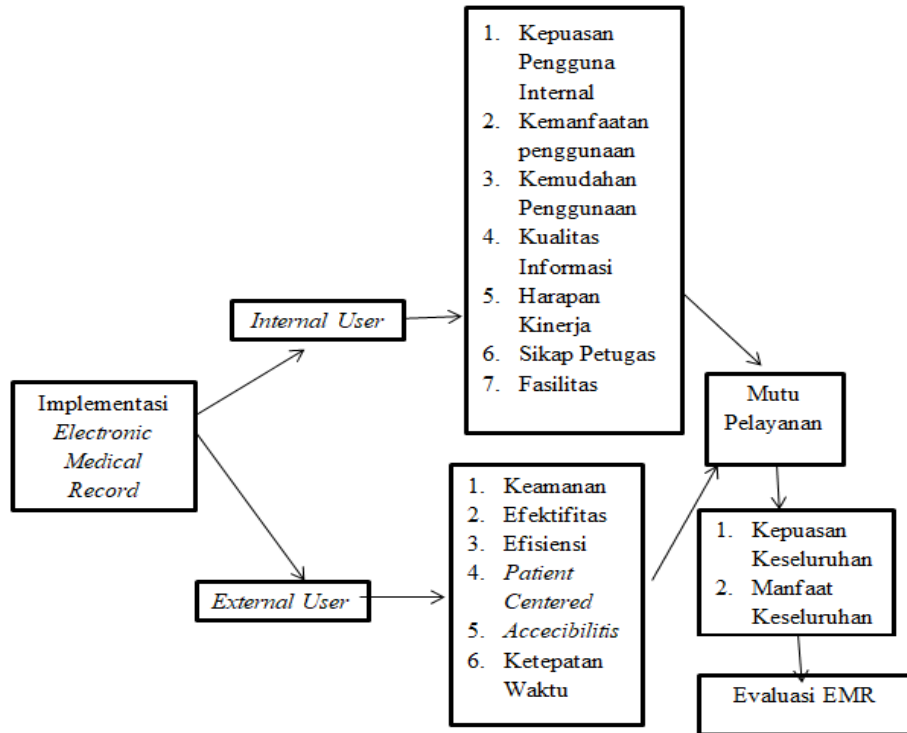 Implementasi
Electronic
Medical
Record
Internal User
1. Kepuasan
Pengguna
Internal
2. Kemanfaatan
penggunaan
3. Kemudahan
Penggunaan
4. Kualitas
Informasi
5. Harapan
Kinerja
6. Sikap Petugas
7. Fasilitas
External User
1. Keamanan
2. Efektifitas
3. Efisiensi
4. Patient
Centered
5. Accecibilitis
6. Ketepatan
Waktu
Mutu
Pelayanan
1. Kepuasan
Keseluruhan
2. Manfaat
Keseluruhan
Evaluasi EMR